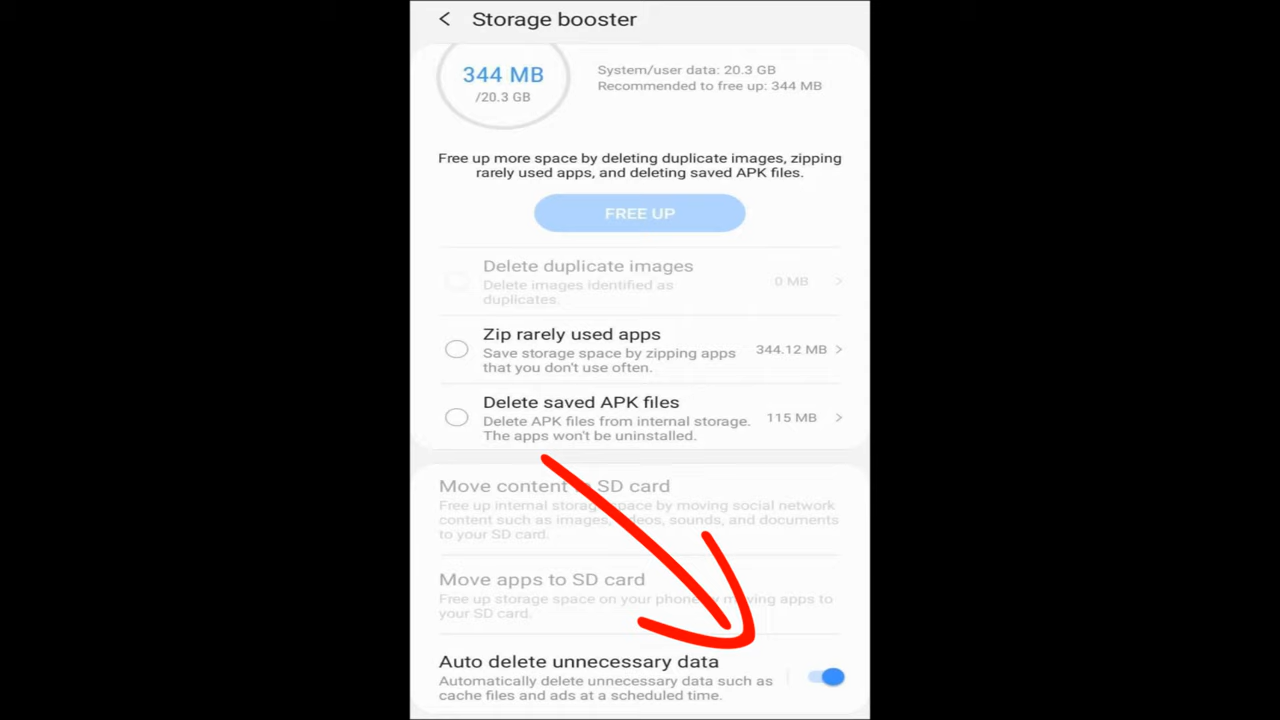 Storage booster
344 MB
/20.3 GB
System/user data: 20.3 GB
Recommended to free up: 344 MB
Free up more space by deleting duplicate images, zipping
rarely used apps, and deleting saved APK files.
FREE UP
Delete duplicate images
Delete images identified as
duplicates.
0 MB
Zip rarely used apps
Save storage space by zipping apps
that you don't use often.
344.12 MB
Delete saved APK files
Delete APK files from internal storage.
The apps won't be uninstalled.
115 MB
Move content to SD card
Free up internal storage space by moving social network
content such as images, videos, sounds, and documents
to your SD card.
Move apps to SD card
Free up storage space on your phone by moving apps to
your SD card.
Auto delete unnecessary data
Automatically delete unnecessary data such as
cache files and ads at a scheduled time.